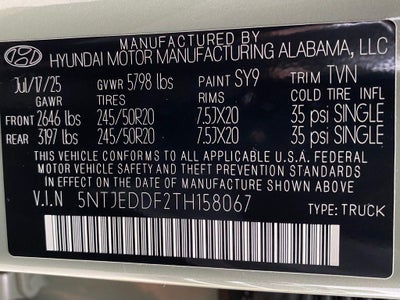 MANUFACTURED BY
HYUNDAI MOTOR MANUFACTURING ALABAMA, LLC
Jul/17/25 GVWR 5798 lbs PAINT SY9 TRIM TVN
GAWR TIRES RIMS COLD TIRE INFL
FRONT 2646 lbs 245/50R20 7.5JX20 35 psi SINGLE
REAR 3197 lbs 245/50R20 7.5JX20 35 psi SINGLE
THIS VEHICLE CONFORMS TO ALL APPLICABLE U.S.A. FEDERAL
MOTOR VEHICLE SAFETY AND THEFT PREVENTION STANDARDS
IN EFFECT ON THE DATE OF MANUFACTURE SHOWN ABOVE.
V.I.N 5NTJEDDF2TH158067
TYPE: TRUCK